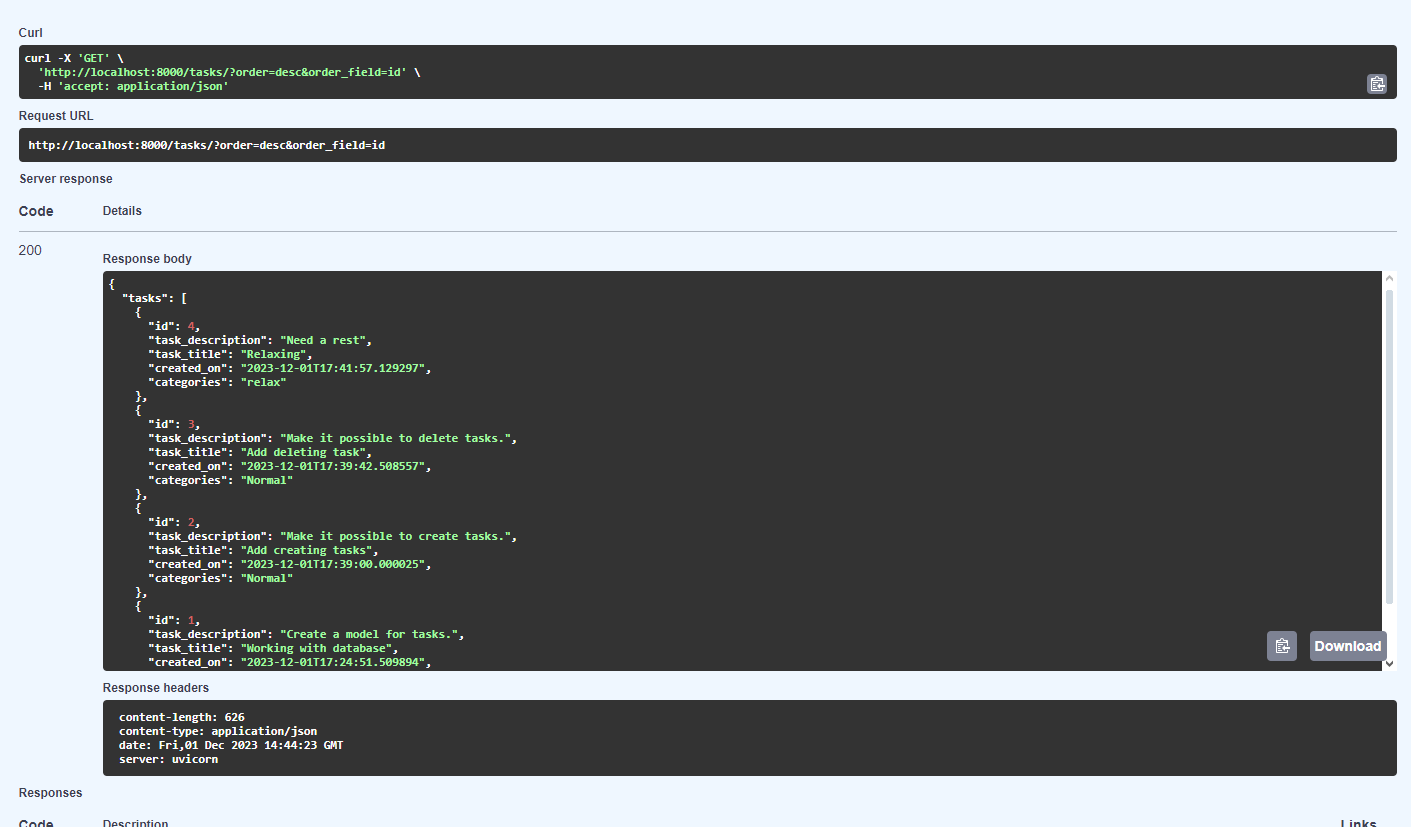 Curl
curl -X 'GET' \
'http://localhost:8000/tasks/?order=desc&order_field=id' \
-H 'accept: application/json'
Request URL
http://localhost:8000/tasks/?order=desc&order_field=id
Server response
Code Details
200
Response body
{
"tasks": [
{
"id": 4,
"task_description": "Need a rest",
"task_title": "Relaxing",
"created_on": "2023-12-01T17:41:57.129297",
"categories": "relax"
},
{
"id": 3,
"task_description": "Make it possible to delete tasks.",
"task_title": "Add deleting task",
"created_on": "2023-12-01T17:39:42.508557",
"categories": "Normal"
},
{
"id": 2,
"task_description": "Make it possible to create tasks.",
"task_title": "Add creating tasks",
"created_on": "2023-12-01T17:39:00.000025",
"categories": "Normal"
},
{
"id": 1,
"task_description": "Create a model for tasks.",
"task_title": "Working with database",
"created_on": "2023-12-01T17:24:51.509894",
Download
Response headers
content-length: 626
content-type: application/json
date: Fri,01 Dec 2023 14:44:23 GMT
server: uvicorn
Responses
Code Description Links